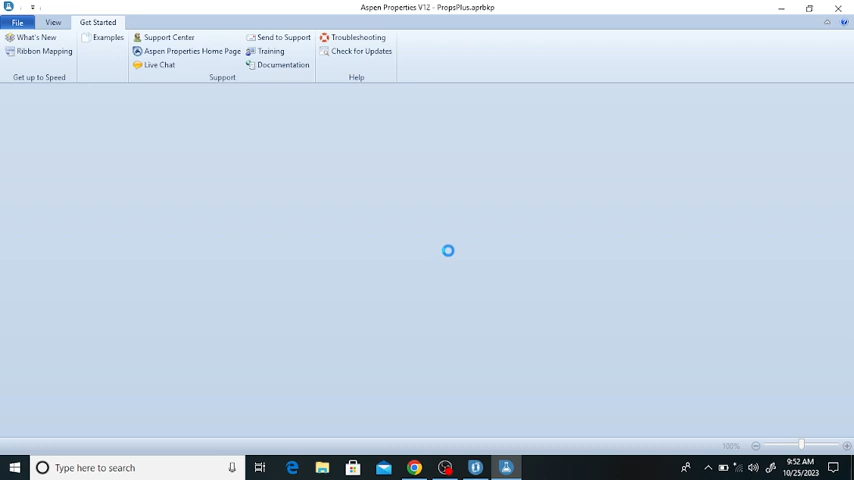 Aspen Properties V12 - PropsPlus.aprbkp
File View Get Started
What's New Examples Support Center Send to Support Troubleshooting
Ribbon Mapping Aspen Properties Home Page Training Check for Updates
Live Chat Documentation
Get up to Speed Support Help
100%
Type here to search
9:52 AM
10/25/2023